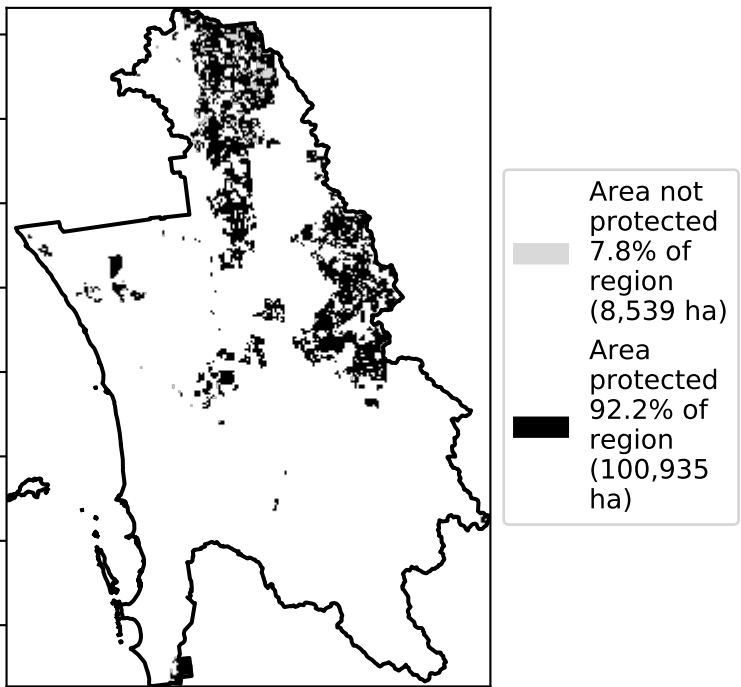 Area not
protected
7.8% of
region
(8,539 ha)
Area
protected
92.2% of
region
(100,935
ha)